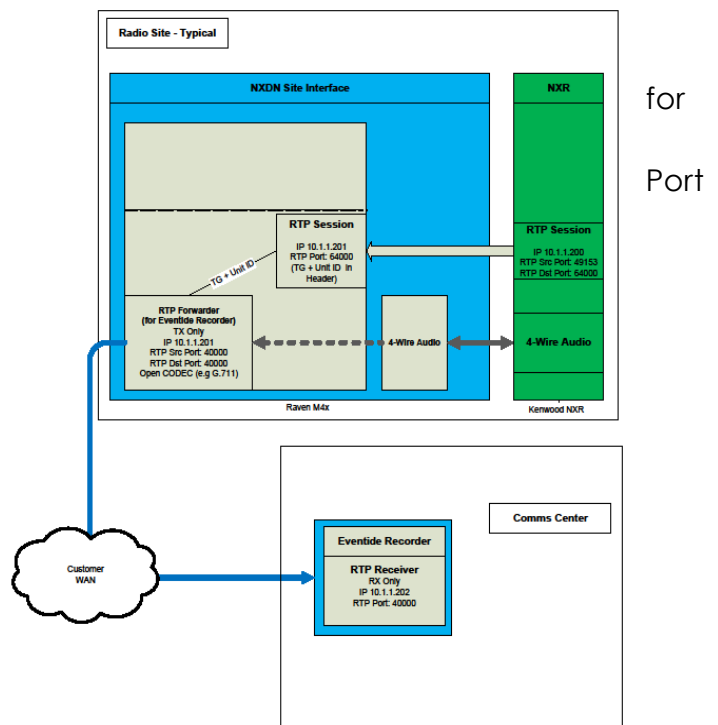 Radio Site - Typical
NXDN Site Interface
NXR
for
Port
RTP Session
IP 10.1.1.201
RTP Port: 64000
(TG + Unit ID in
Header)
RTP Session
IP 10.1.1.200
RTP Src Port: 49153
RTP Dst Port: 64000
TG + Unit ID
RTP Forwarder
(for Eventide Recorder)
TX Only
IP 10.1.1.201
RTP Src Port: 40000
RTP Dst Port: 40000
Open CODEC (e.g G.711)
4-Wire Audio
4-Wire Audio
Raven M4x
Kenwood NXR
Comms Center
Eventide Recorder
RTP Receiver
RX Only
IP 10.1.1.202
RTP Port: 40000
Customer
WAN